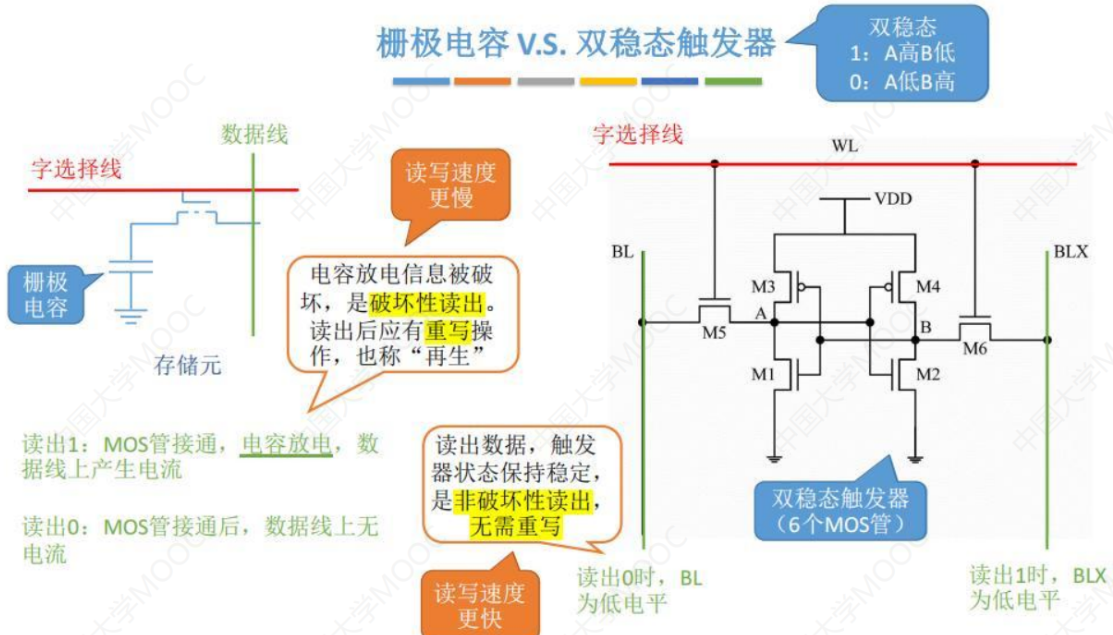 栅极电容 V.S. 双稳态触发器
双稳态
1：A高B低
0：A低B高
数据线
字选择线
栅极
电容
存储元
读写速度
更慢
电容放电信息被破
坏，是破坏性读出。
读出后应有重写操
作，也称“再生”
读出1：MOS管接通，电容放电，数
据线上产生电流
读出0：MOS管接通后，数据线上无
电流
读出数据，触发
器状态保持稳定，
是非破坏性读出，
无需重写
读写速度
更快
字选择线
WL
VDD
BL
BLX
M3
M4
A
B
M5
M6
M1
M2
双稳态触发器
（6个MOS管）
读出0时，BL
为低电平
读出1时，BLX
为低电平
中国大学MOOC